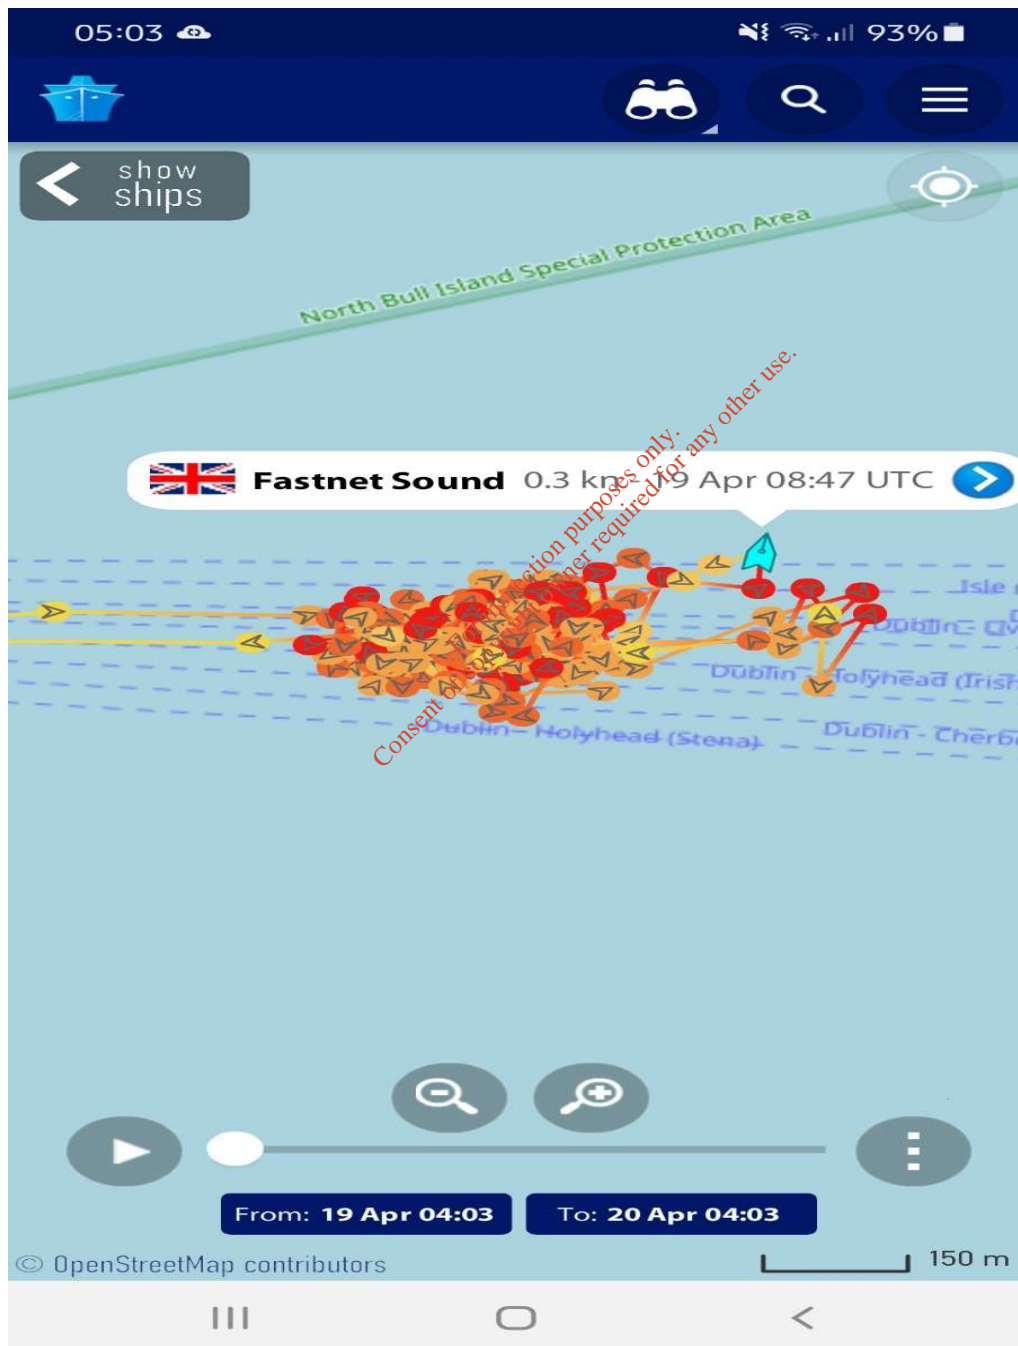 05:03
93%
show
ships
North Bull Island Special Protection Area
Fastnet Sound 0.3 km - 19 Apr 08:47 UTC
Isle
Dublin -
Dublin - Holyhead (Irish
Dublin - Holyhead (Stena)
Dublin - Cherb
Consent of copyright owner required for any other use.
For inspection purposes only.
From: 19 Apr 04:03
To: 20 Apr 04:03
© OpenStreetMap contributors
150 m